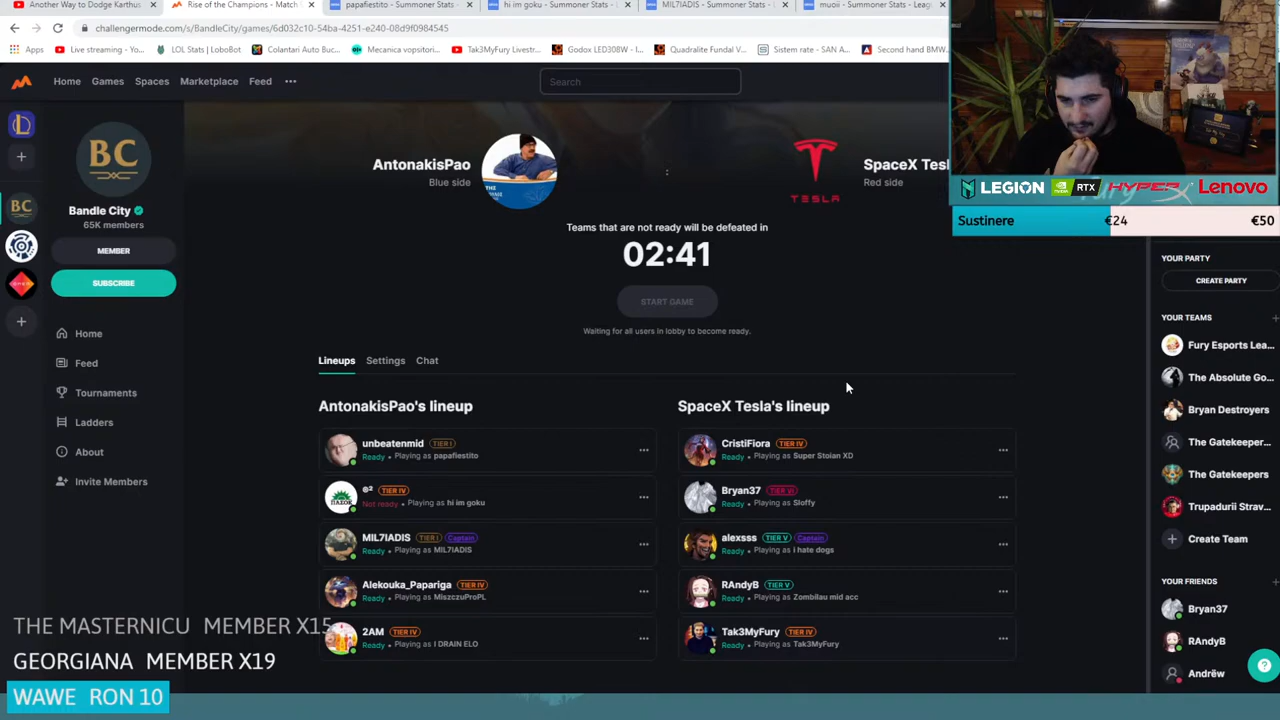 Another Way to Dodge Karthus
Rise of the Champions - Match
papafiestito - Summoner Stats -
hi im goku - Summoner Stats - L
MIL7IADIS - Summoner Stats -
muoii - Summoner Stats - Leag
challengermode.com/s/BandleCity/games/6d032c10-54ba-4251-e240-08d9f0984545
Apps
Live streaming - Yo...
LOL Stats | LoboBot
Colantari Auto Buc...
Mecanica vopsitori...
Tak3MyFury Livestr...
Godox LED308W - I...
Quadralite Fundal V...
Sistem rate - SAN A...
Second hand BMW...
Home
Games
Spaces
Marketplace
Feed
Search
BC
BC
Bandle City
65K members
MEMBER
SUBSCRIBE
Home
Feed
Tournaments
Ladders
About
Invite Members
AntonakisPao
Blue side
:
TESLA
SpaceX Tesl
Red side
Teams that are not ready will be defeated in
02:41
START GAME
Waiting for all users in lobby to become ready.
Lineups
Settings
Chat
AntonakisPao's lineup
unbeatenmid TIER I
Ready • Playing as papafiestito
®² TIER IV
Not ready • Playing as hi im goku
MIL7IADIS TIER I Captain
Ready • Playing as MIL7IADIS
Alekouka_Papariga TIER IV
Ready • Playing as MiszczuProPL
2AM TIER IV
Ready • Playing as I DRAIN ELO
SpaceX Tesla's lineup
CristiFiora TIER IV
Ready • Playing as Super Stoian XD
Bryan37 TIER VI
Ready • Playing as Sloffy
alexsss TIER V Captain
Ready • Playing as i hate dogs
RAndyB TIER V
Ready • Playing as Zombilau mid acc
Tak3MyFury TIER IV
Ready • Playing as Tak3MyFury
LEGION
NVIDIA RTX
HYPERX
Lenovo
Sustinere
€24
€50
YOUR PARTY
CREATE PARTY
YOUR TEAMS
Fury Esports Lea...
The Absolute Go...
Bryan Destroyers
The Gatekeeper...
The Gatekeepers
Trupadurii Strav...
Create Team
YOUR FRIENDS
Bryan37
RAndyB
Andrëw
THE MASTERNICU MEMBER X15
GEORGIANA MEMBER X19
WAWE RON 10